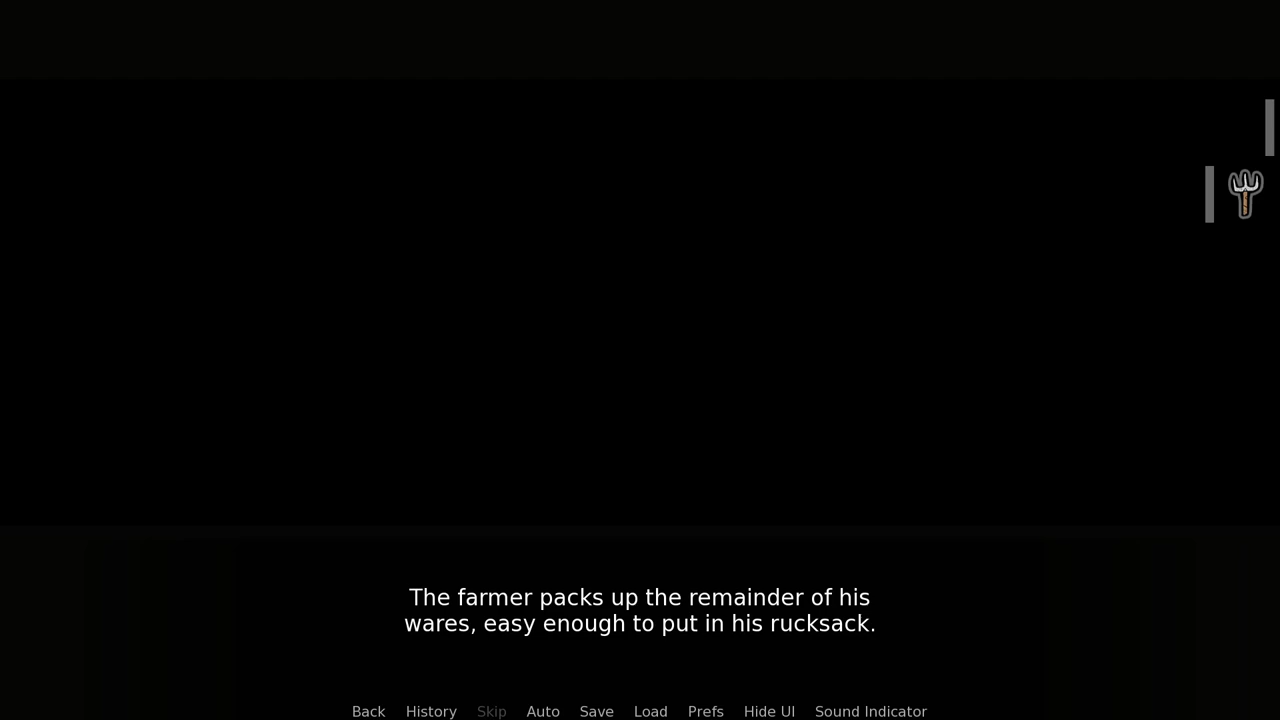 The farmer packs up the remainder of his
wares, easy enough to put in his rucksack.
Back History Skip Auto Save Load Prefs Hide UI Sound Indicator